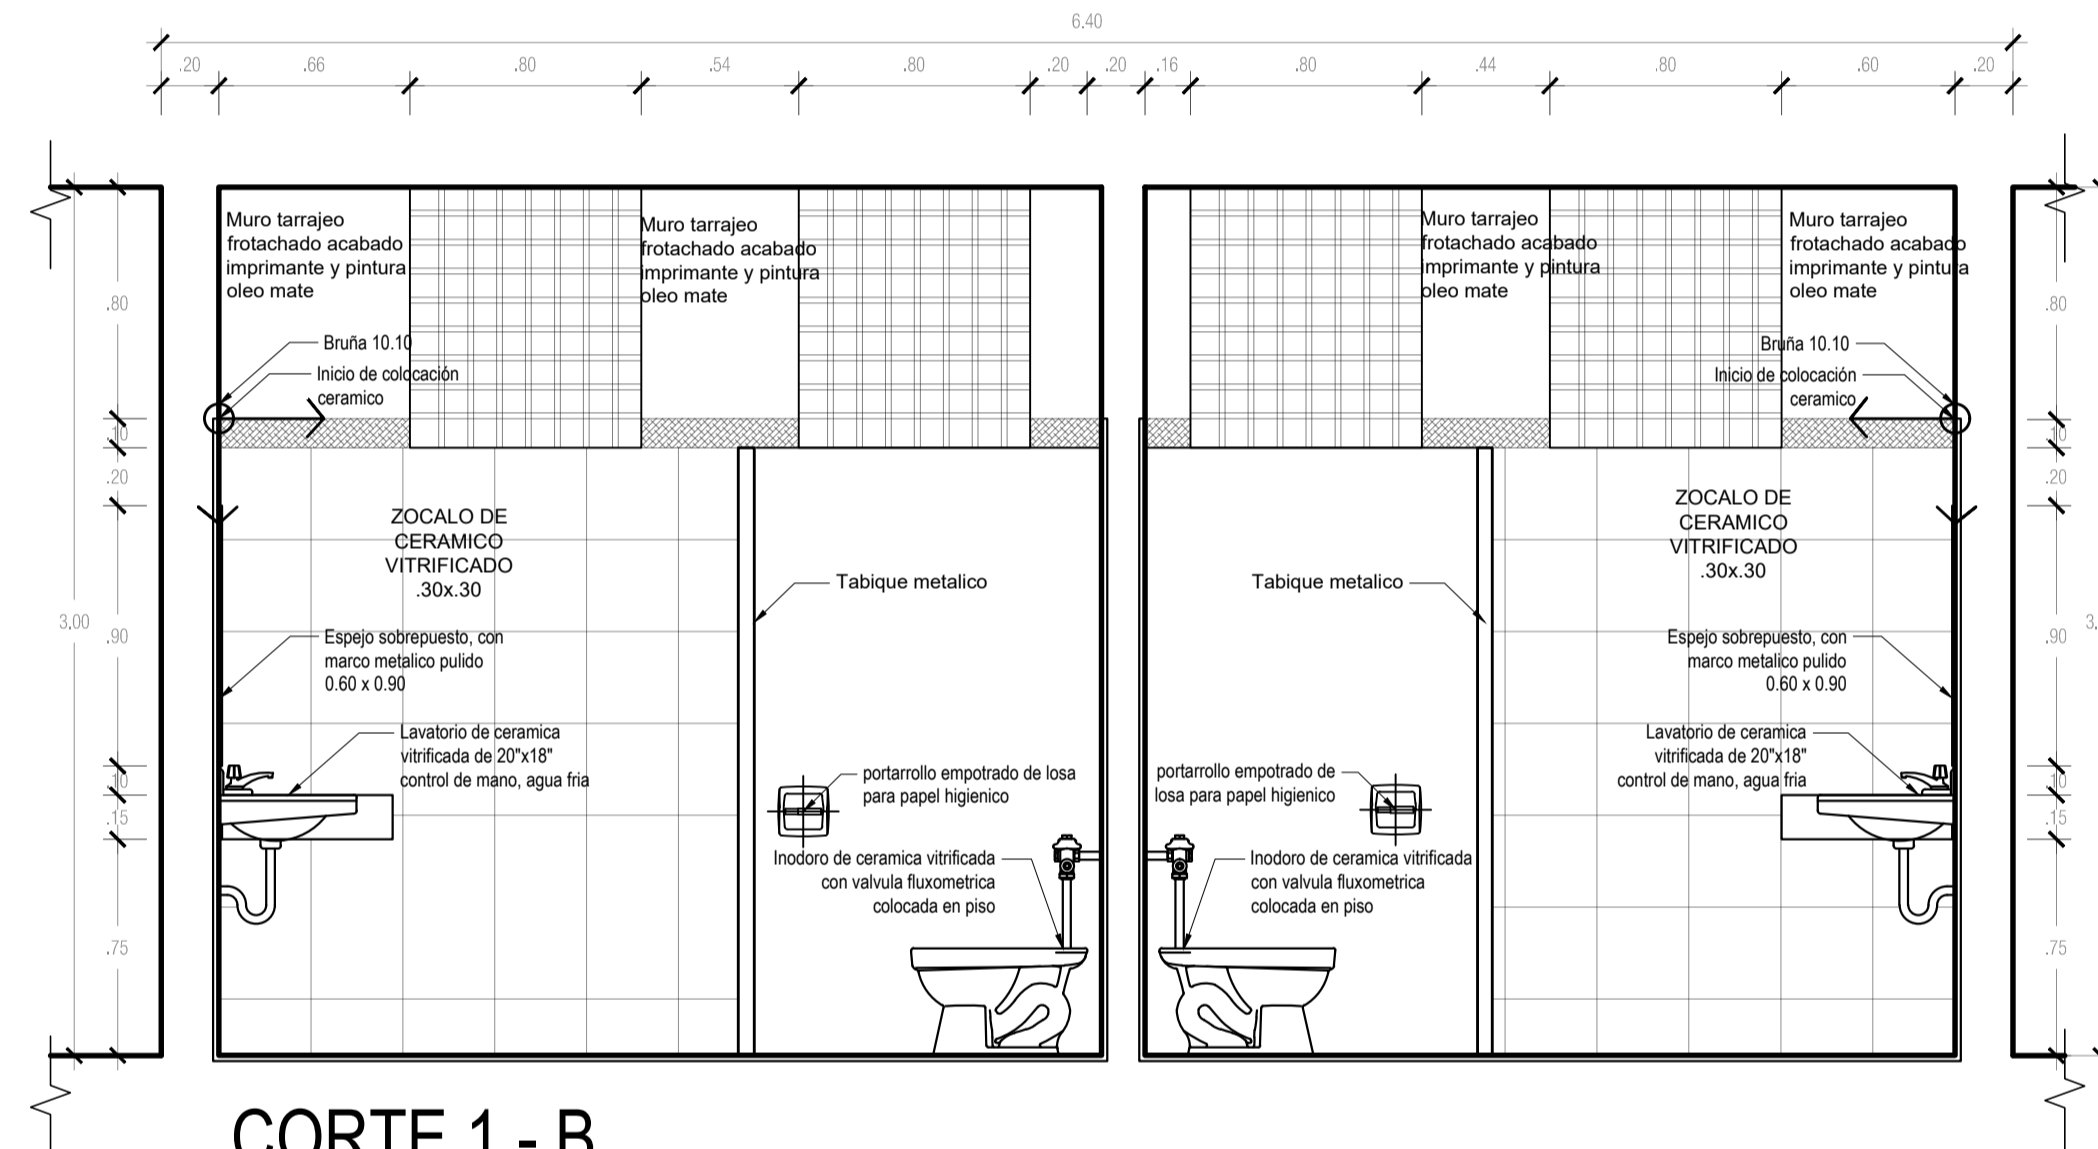 6.40
.20 .66 .80 .54 .80 .20 .20 .16 .80 .44 .80 .60 .20
Muro tarrajeo
frotachado acabado
imprimante y pintura
oleo mate
Muro tarrajeo
frotachado acabado
imprimante y pintura
oleo mate
Muro tarrajeo
frotachado acabado
imprimante y pintura
oleo mate
Muro tarrajeo
frotachado acabado
imprimante y pintura
oleo mate
.80
.80
Bruña 10.10
Bruña 10.10
Inicio de colocación
ceramico
Inicio de colocación
ceramico
.10
.10
.20
.20
ZOCALO DE
CERAMICO
VITRIFICADO
.30x.30
ZOCALO DE
CERAMICO
VITRIFICADO
.30x.30
Tabique metalico
Tabique metalico
3.00
.90
.90
3.
Espejo sobrepuesto, con
marco metalico pulido
0.60 x 0.90
Espejo sobrepuesto, con
marco metalico pulido
0.60 x 0.90
Lavatorio de ceramica
vitrificada de 20"x18"
control de mano, agua fria
Lavatorio de ceramica
vitrificada de 20"x18"
control de mano, agua fria
portarrollo empotrado de losa
para papel higienico
portarrollo empotrado de
losa para papel higienico
.10
.10
.15
.15
Inodoro de ceramica vitrificada
con valvula fluxometrica
colocada en piso
Inodoro de ceramica vitrificada
con valvula fluxometrica
colocada en piso
.75
.75
CORTE 1 - B